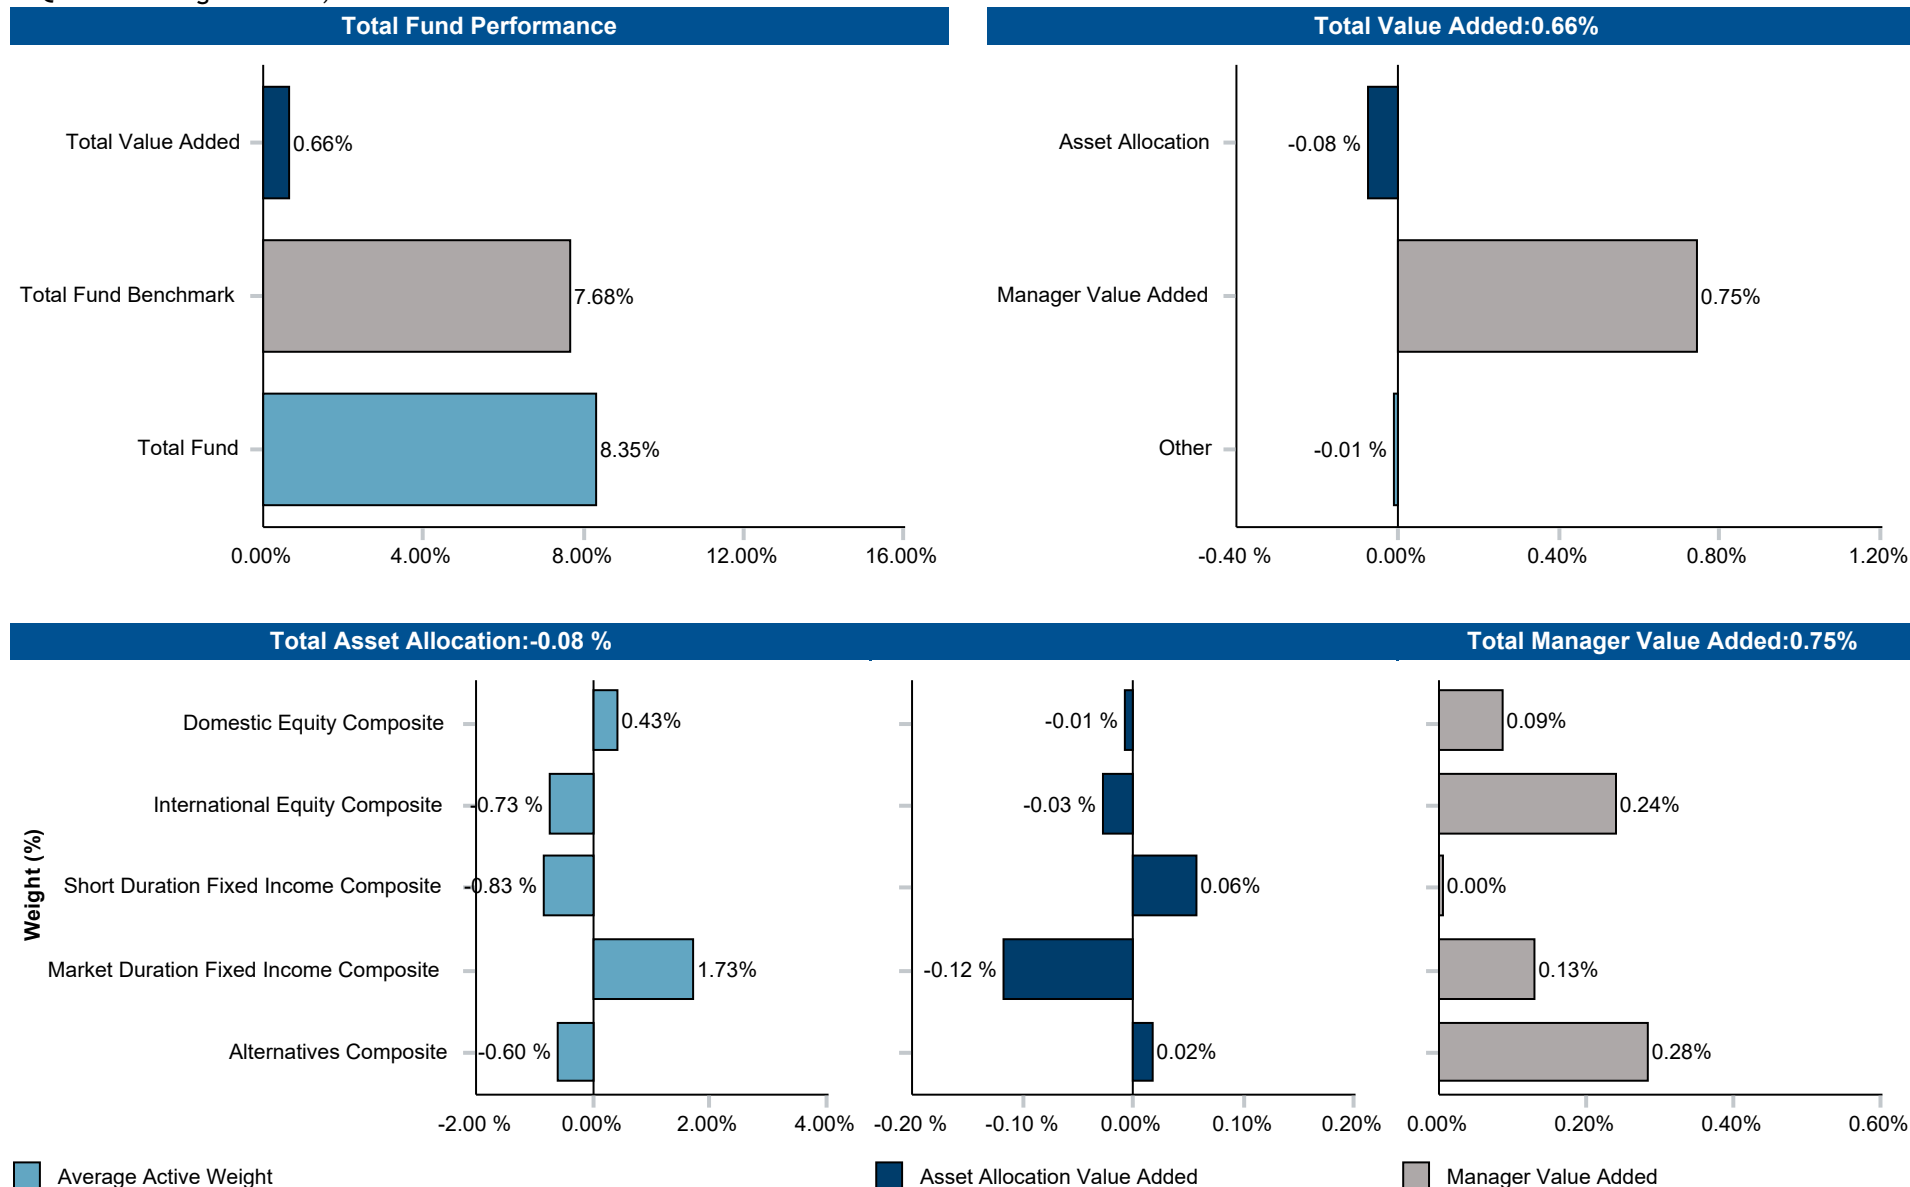 Total Fund Performance
Total Value Added
0.66%
Total Fund Benchmark
7.68%
Total Fund
8.35%
0.00% 4.00% 8.00% 12.00% 16.00%
Total Value Added:0.66%
Asset Allocation
-0.08 %
Manager Value Added
0.75%
Other
-0.01 %
-0.40 % 0.00% 0.40% 0.80% 1.20%
Total Asset Allocation:-0.08 %
Total Manager Value Added:0.75%
Weight (%)
Domestic Equity Composite 0.43% -0.01 % 0.09%
International Equity Composite -0.73 % -0.03 % 0.24%
Short Duration Fixed Income Composite -0.83 % 0.06% 0.00%
Market Duration Fixed Income Composite 1.73% -0.12 % 0.13%
Alternatives Composite -0.60 % 0.02% 0.28%
-2.00 % 0.00% 2.00% 4.00% -0.20 % -0.10 % 0.00% 0.10% 0.20% 0.00% 0.20% 0.40% 0.60%
Average Active Weight
Asset Allocation Value Added
Manager Value Added